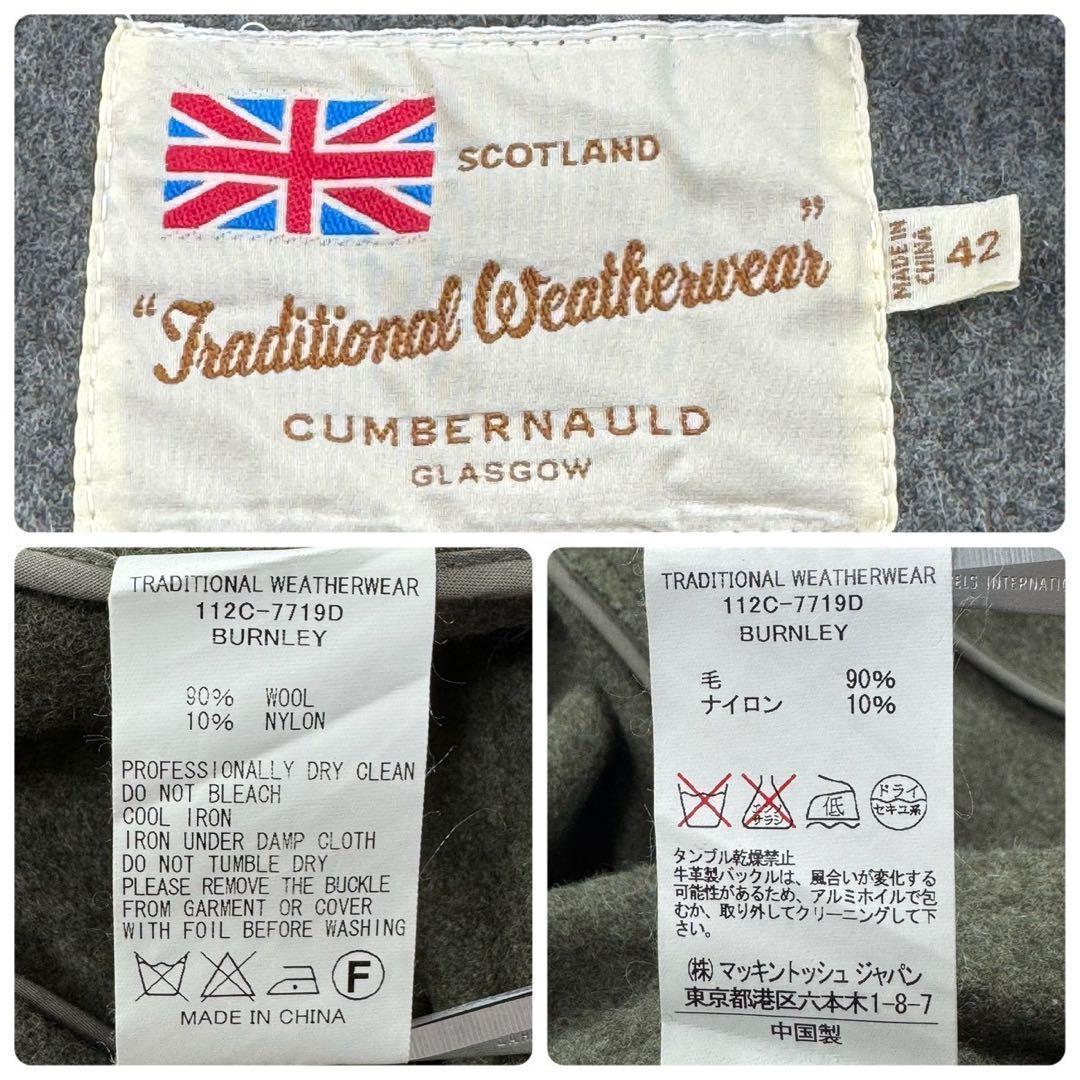 SCOTLAND
“Traditional Weatherwear”
CUMBERNAULD
GLASGOW
MADE IN
CHINA
42
TRADITIONAL WEATHERWEAR
112C-7719D
BURNLEY
90% WOOL
10% NYLON
PROFESSIONALLY DRY CLEAN
DO NOT BLEACH
COOL IRON
IRON UNDER DAMP CLOTH
DO NOT TUMBLE DRY
PLEASE REMOVE THE BUCKLE
FROM GARMENT OR COVER
WITH FOIL BEFORE WASHING
F
MADE IN CHINA
TRADITIONAL WEATHERWEAR
112C-7719D
BURNLEY
毛 90%
ナイロン 10%
エンソ
サラシ
低
ドライ
セキユ系
タンブル乾燥禁止
牛革製バックルは、風合いが変化する
可能性があるため、アルミホイルで包
むか、取り外してクリーニングして下
さい。
(株) マッキントッシュ ジャパン
東京都港区六本木1-8-7
中国製